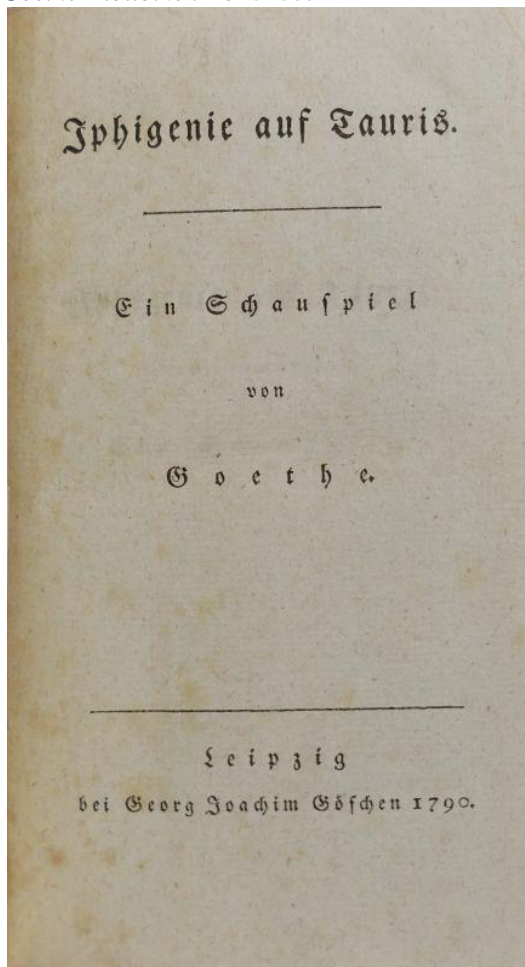 Iphigenie auf Tauris.
Ein Schauſpiel
von
Goethe.
Leipzig
bei Georg Joachim Göſchen 1790.